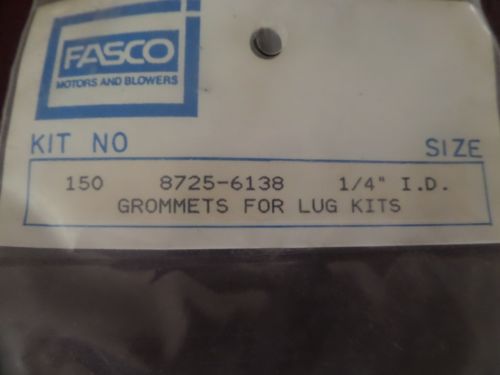 FASCO
MOTORS AND BLOWERS
KIT NO SIZE
150 8725-6138 1/4" I.D.
GROMMETS FOR LUG KITS